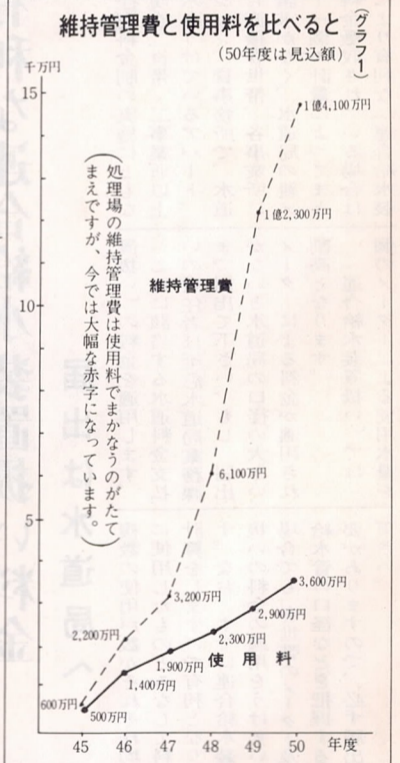 維持管理費と使用料を比べると
(グラフ1)
(50年度は見込額)
千万円
15
10
5
1億4,100万円
1億2,300万円
維持管理費
(処理場の維持管理費は使用料でまかなうのがたて
まえですが、今では大幅な赤字になっています。)
6,100万円
3,200万円
2,200万円
600万円
3,600万円
2,900万円
2,300万円
使用料
1,900万円
1,400万円
500万円
45 46 47 48 49 50 年度